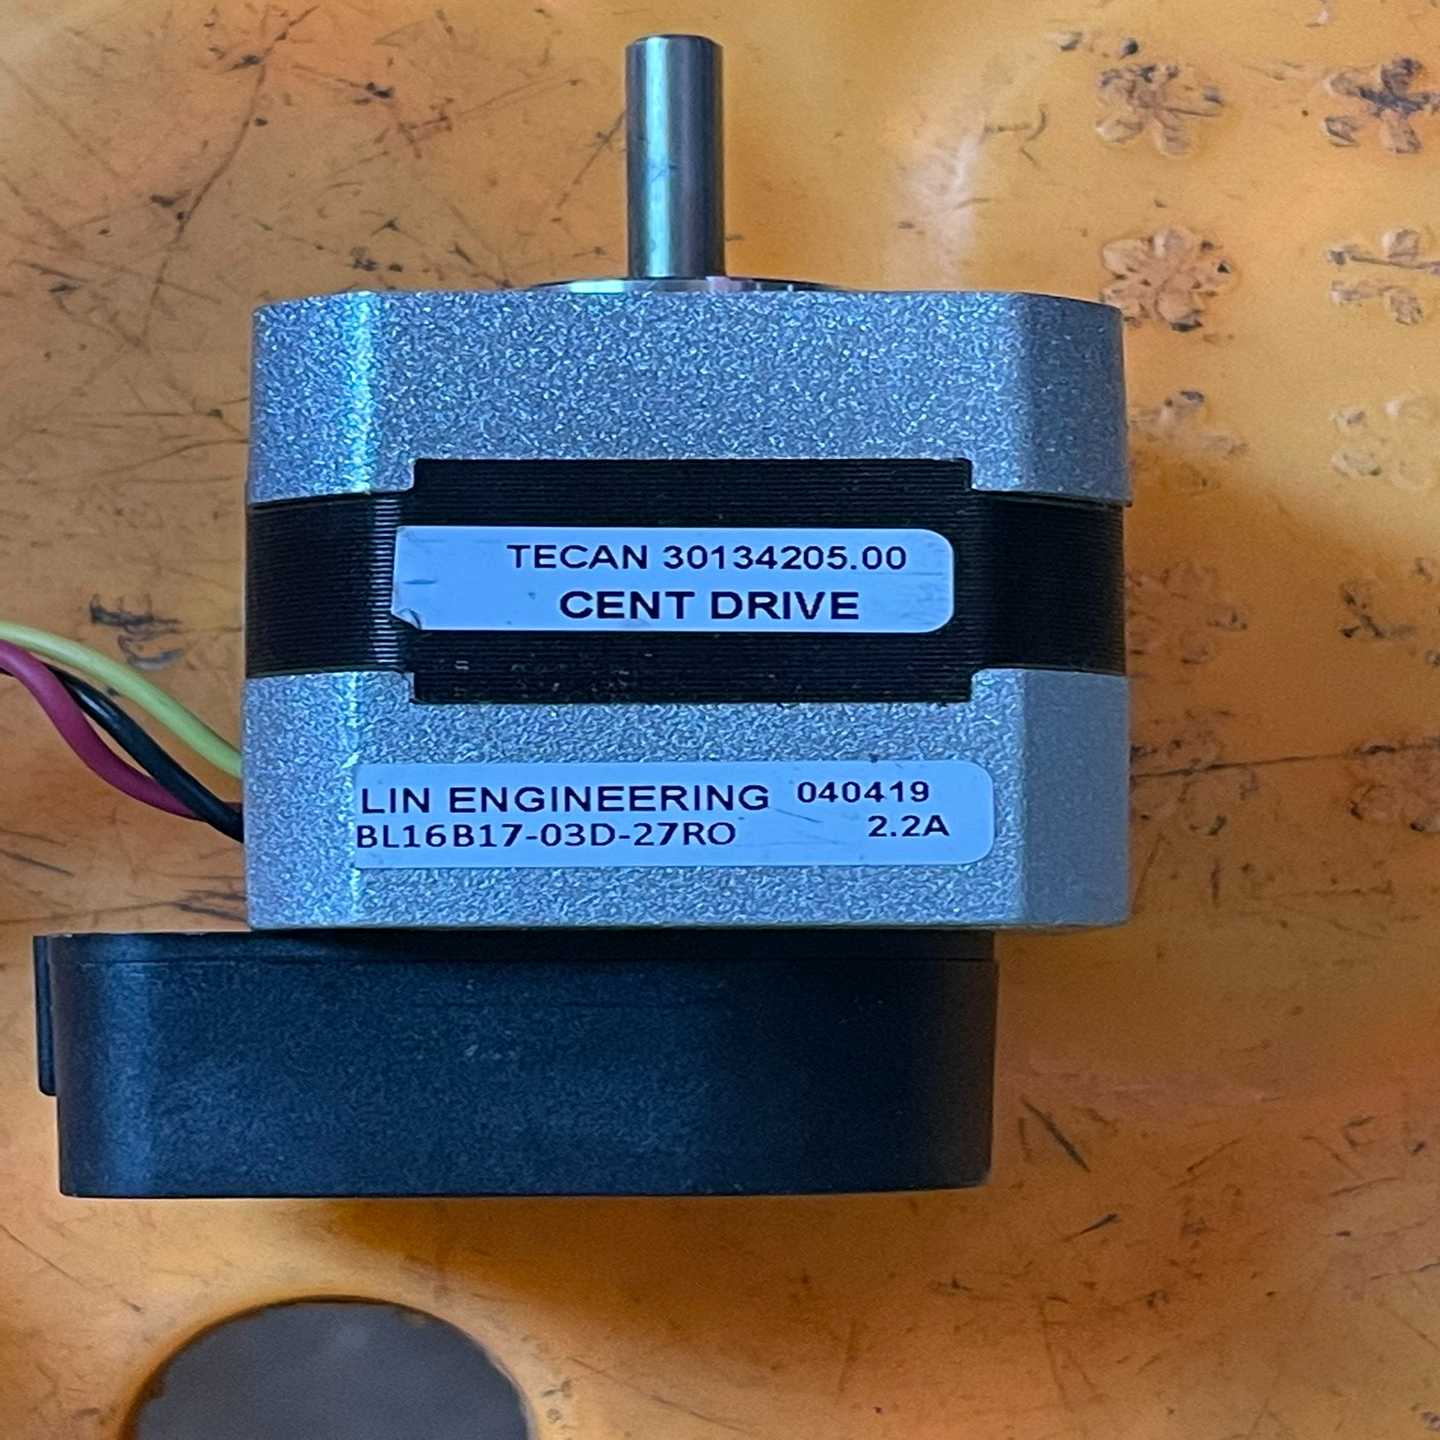 TECAN 30134205.00
CENT DRIVE
LIN ENGINEERING 040419
BL16B17-03D-27RO 2.2A